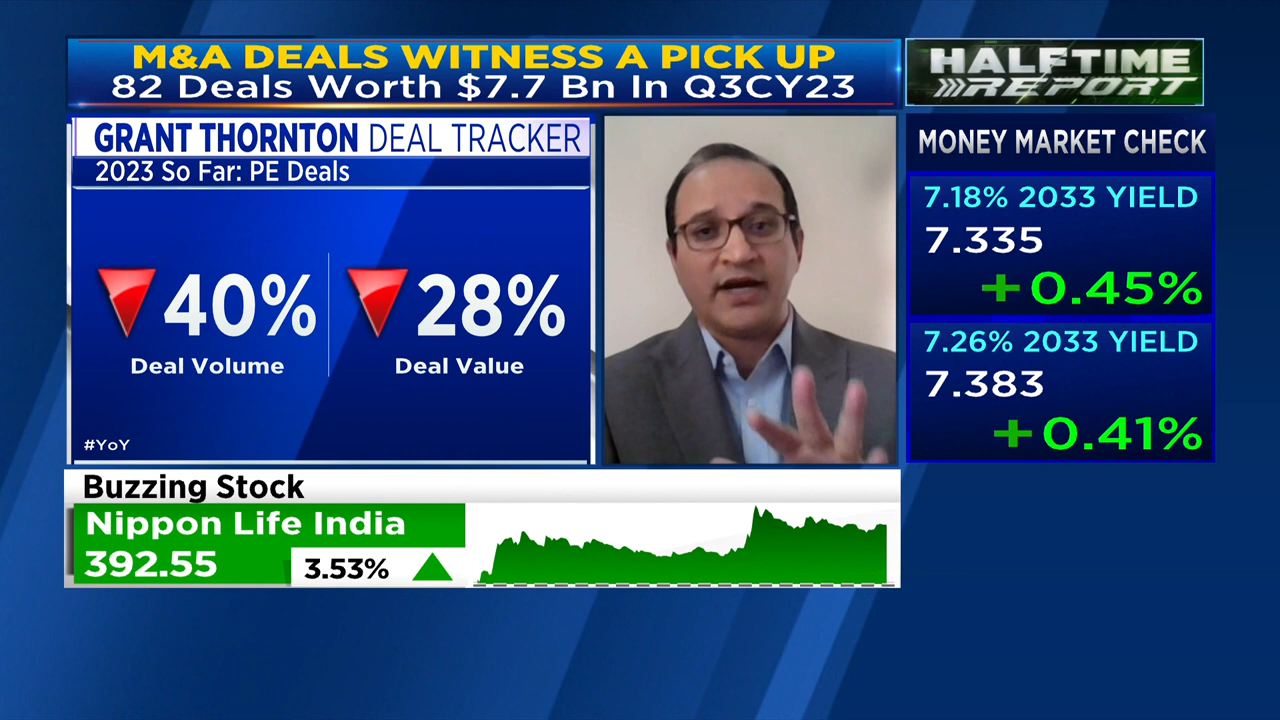 M&A DEALS WITNESS A PICK UP
82 Deals Worth $7.7 Bn In Q3CY23
HALFTIME
REPORT
GRANT THORNTON DEAL TRACKER
2023 So Far: PE Deals
40%
Deal Volume
28%
Deal Value
#YoY
MONEY MARKET CHECK
7.18% 2033 YIELD
7.335
+0.45%
7.26% 2033 YIELD
7.383
+0.41%
Buzzing Stock
Nippon Life India
392.55
3.53%